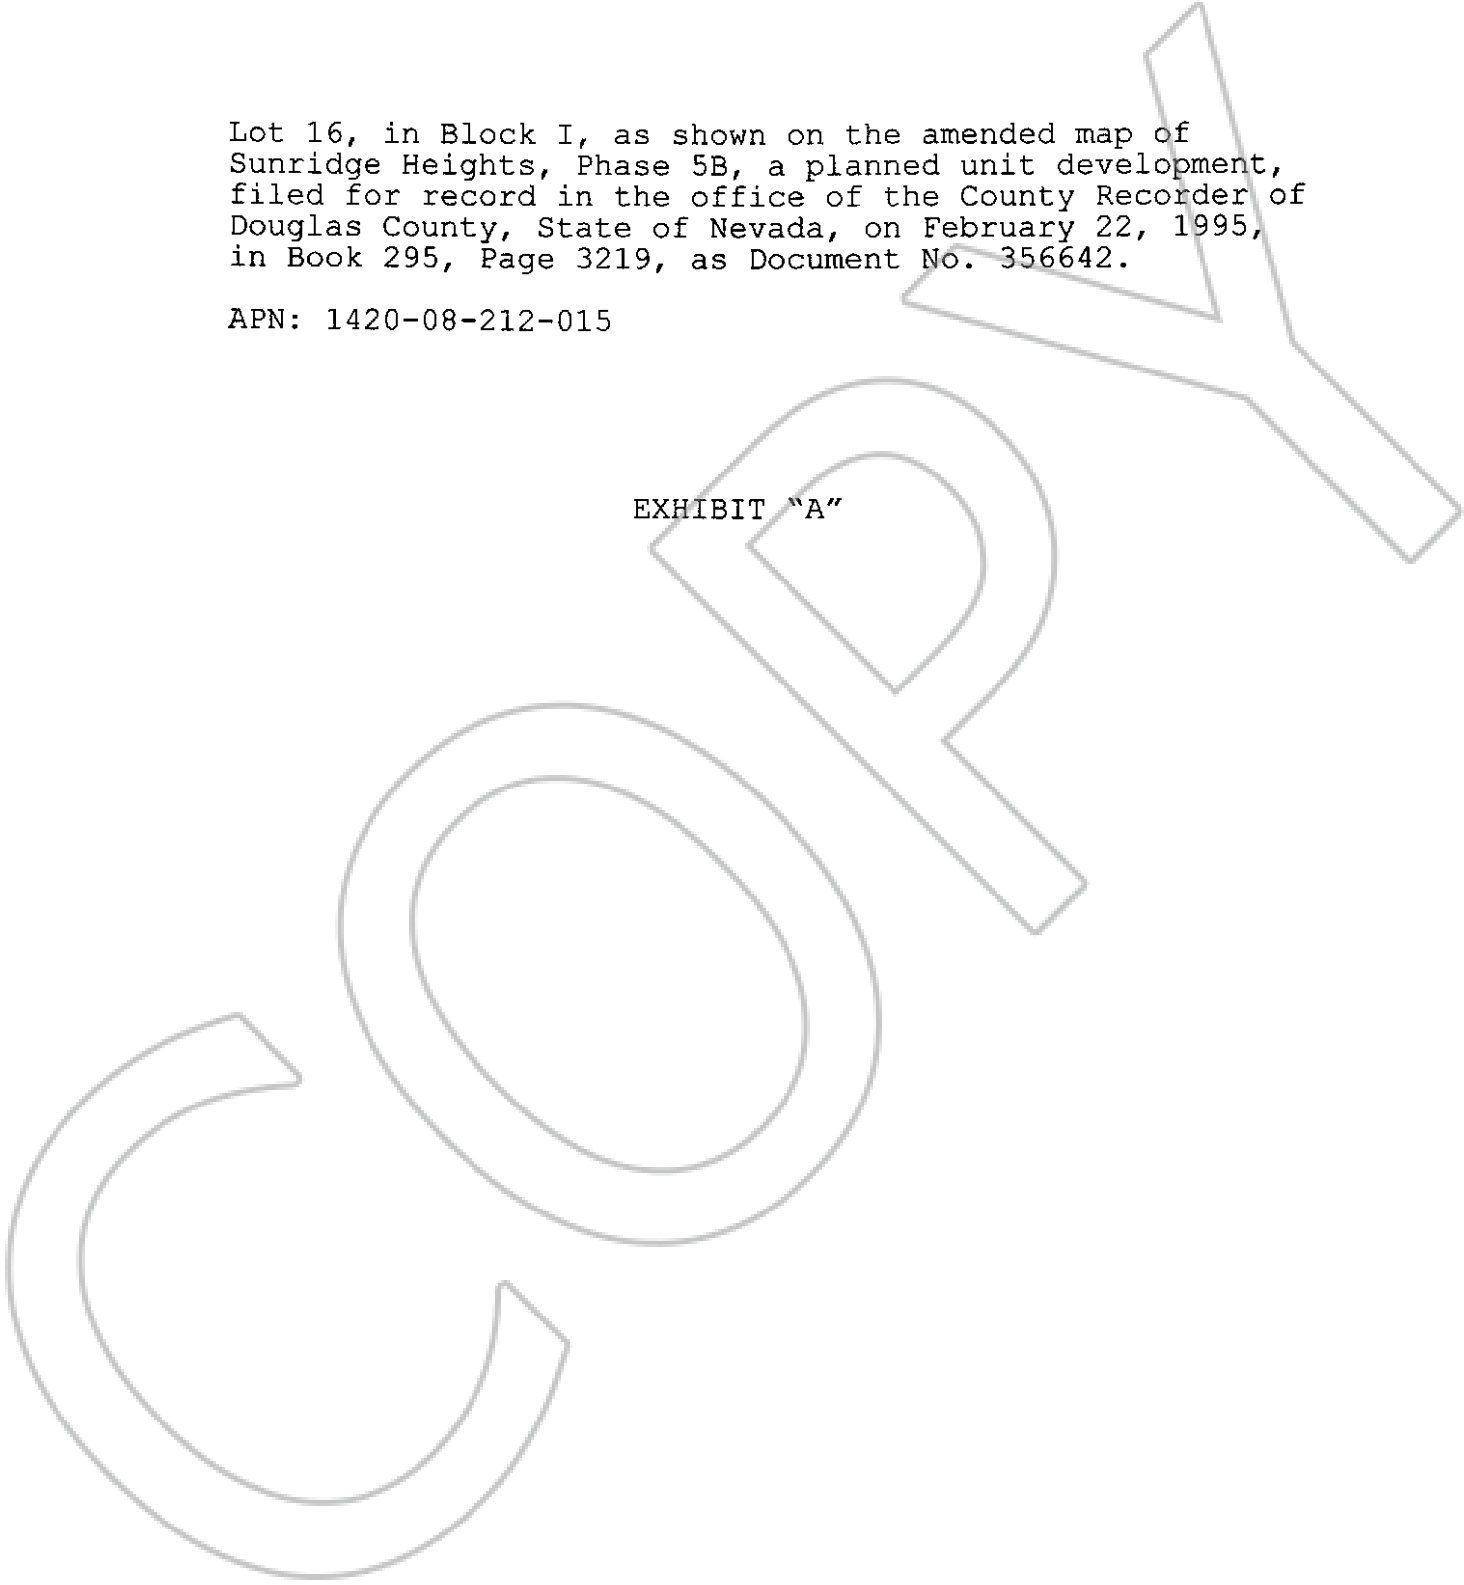 Lot 16, in Block I, as shown on the amended map of
Sunridge Heights, Phase 5B, a planned unit development,
filed for record in the office of the County Recorder of
Douglas County, State of Nevada, on February 22, 1995,
in Book 295, Page 3219, as Document No. 356642.
APN: 1420-08-212-015
EXHIBIT “A”
COPY